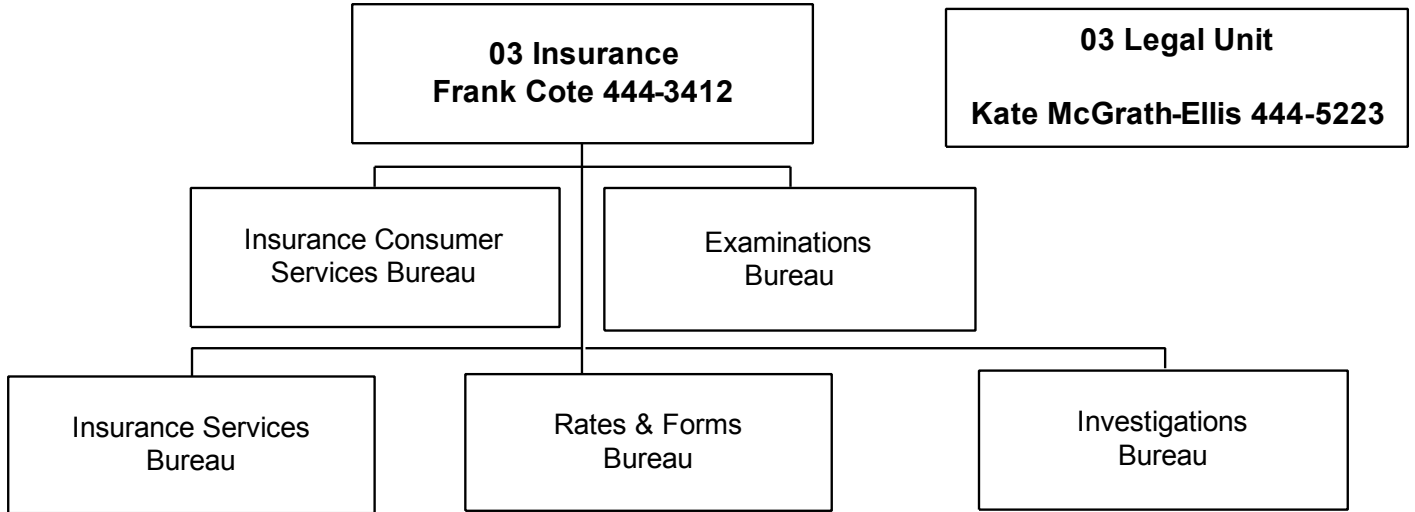 03 Insurance
Frank Cote 444-3412
03 Legal Unit
Kate McGrath-Ellis 444-5223
Insurance Consumer
Services Bureau
Examinations
Bureau
Insurance Services
Bureau
Rates & Forms
Bureau
Investigations
Bureau